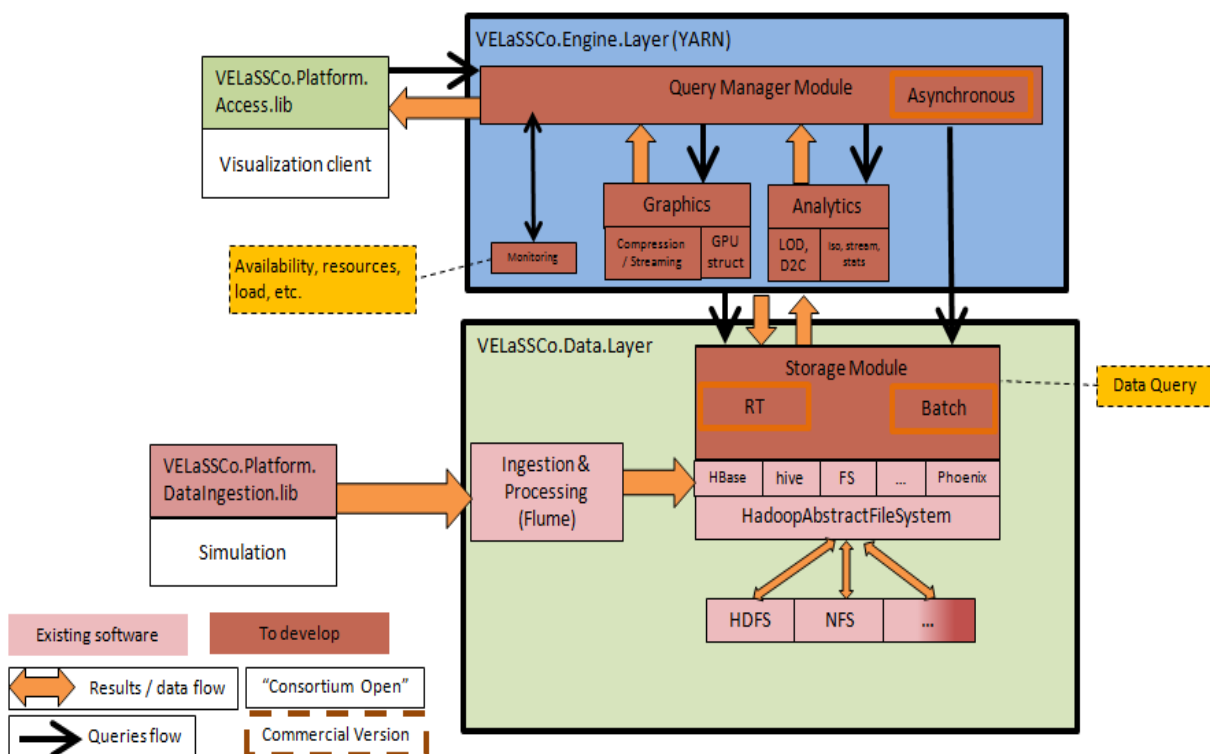 VELaSSCo.Engine.Layer (YARN)
VELaSSCo.Platform.
Access.lib
Visualization client
Query Manager Module
Asynchronous
Graphics
Compression
/ Streaming
GPU
struct
Analytics
LOD,
D2C
Iso, stream,
stats
Monitoring
Availability, resources,
load, etc.
VELaSSCo.Data.Layer
Storage Module
RT
Batch
Data Query
VELaSSCo.Platform.
DataIngestion.lib
Simulation
Ingestion &
Processing
(Flume)
HBase
hive
FS
...
Phoenix
HadoopAbstractFileSystem
HDFS
NFS
...
Existing software
To develop
Results / data flow
“Consortium Open”
Queries flow
Commercial Version